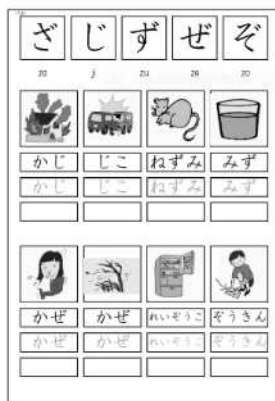 ざ じ ず ぜ ぞ
zu ze zo
かじ じこ ねずみ みず
かじ じこ ねずみ みず
かぜ かぜ れいぞうこ ぞうきん
かぜ かぜ れいぞうこ ぞうきん